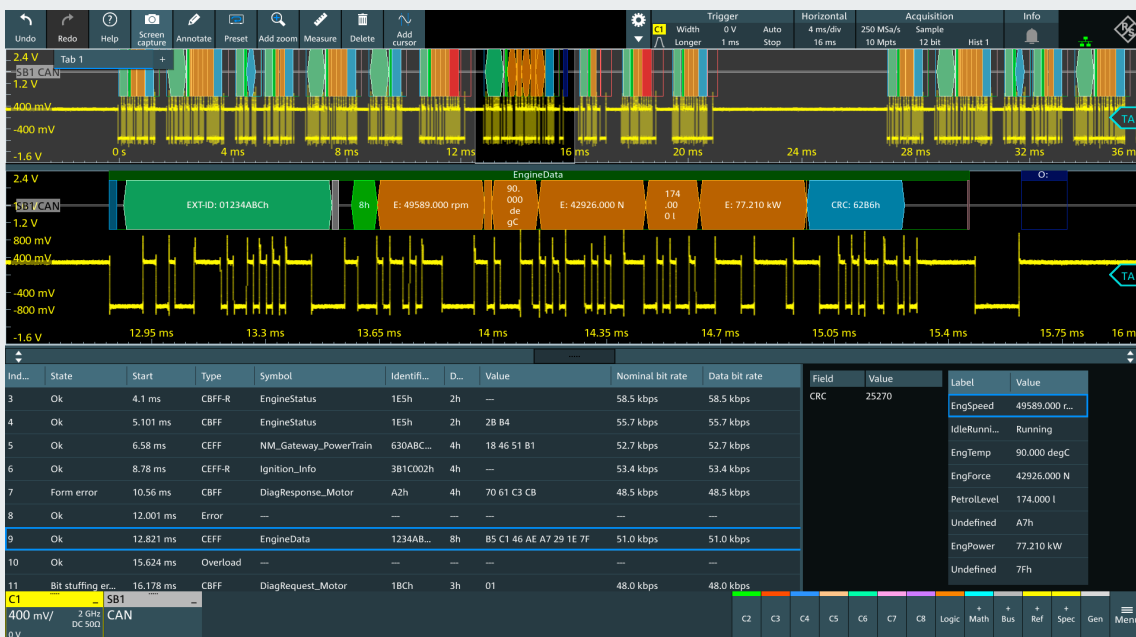 Undo
Redo
Help
Screen capture
Annotate
Preset
Add zoom
Measure
Delete
Add cursor
Trigger
C1 Width 0 V Auto
Longer 1 ms Stop
Horizontal
4 ms/div
16 ms
Acquisition
250 MSa/s Sample
10 Mpts 12 bit Hist 1
Info
R&S
Tab 1 +
2.4 V
SB1 CAN
1.2 V
400 mV
-400 mV
-1.6 V
TA
0 s 4 ms 8 ms 12 ms 16 ms 20 ms 24 ms 28 ms 32 ms 36 m
2.4 V
EngineData
O:
SB1 CAN
EXT-ID: 01234ABCh
8h
E: 49589.000 rpm
90.
000
de
gC
E: 42926.000 N
174
.00
0 l
E: 77.210 kW
CRC: 62B6h
1.2 V
800 mV
400 mV
-400 mV
-800 mV
-1.6 V
TA
12.95 ms 13.3 ms 13.65 ms 14 ms 14.35 ms 14.7 ms 15.05 ms 15.4 ms 15.75 ms 16 m
Ind... State Start Type Symbol Identifi... D... Value Nominal bit rate Data bit rate
3 Ok 4.1 ms CBFF-R EngineStatus 1E5h 2h --- 58.5 kbps 58.5 kbps
4 Ok 5.101 ms CBFF EngineStatus 1E5h 2h 2B B4 55.7 kbps 55.7 kbps
5 Ok 6.58 ms CEFF NM_Gateway_PowerTrain 630ABC... 4h 18 46 51 B1 52.7 kbps 52.7 kbps
6 Ok 8.78 ms CEFF-R Ignition_Info 3B1C002h 4h --- 53.4 kbps 53.4 kbps
7 Form error 10.56 ms CBFF DiagResponse_Motor A2h 4h 70 61 C3 CB 48.5 kbps 48.5 kbps
8 Ok 12.001 ms Error --- --- --- --- --- ---
9 Ok 12.821 ms CEFF EngineData 1234AB... 8h B5 C1 46 AE A7 29 1E 7F 51.0 kbps 51.0 kbps
10 Ok 15.624 ms Overload --- --- --- --- --- ---
11 Bit stuffing er... 16.178 ms CBFF DiagRequest_Motor 1BCh 3h 01 48.0 kbps 48.0 kbps
Field Value
CRC 25270
Label Value
EngSpeed 49589.000 r...
IdleRunni... Running
EngTemp 90.000 degC
EngForce 42926.000 N
PetrolLevel 174.000 l
Undefined A7h
EngPower 77.210 kW
Undefined 7Fh
C1
400 mV/ 2 GHz
DC 50Ω
0 V
SB1
CAN
C2 C3 C4 C5 C6 C7 C8 Logic + Math + Bus + Ref + Spec Gen Menu